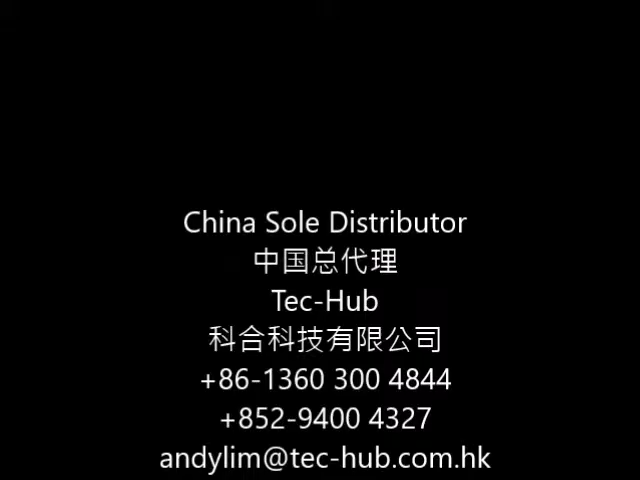 China Sole Distributor
中国总代理
Tec-Hub
科合科技有限公司
+86-1360 300 4844
+852-9400 4327
andylim@tec-hub.com.hk